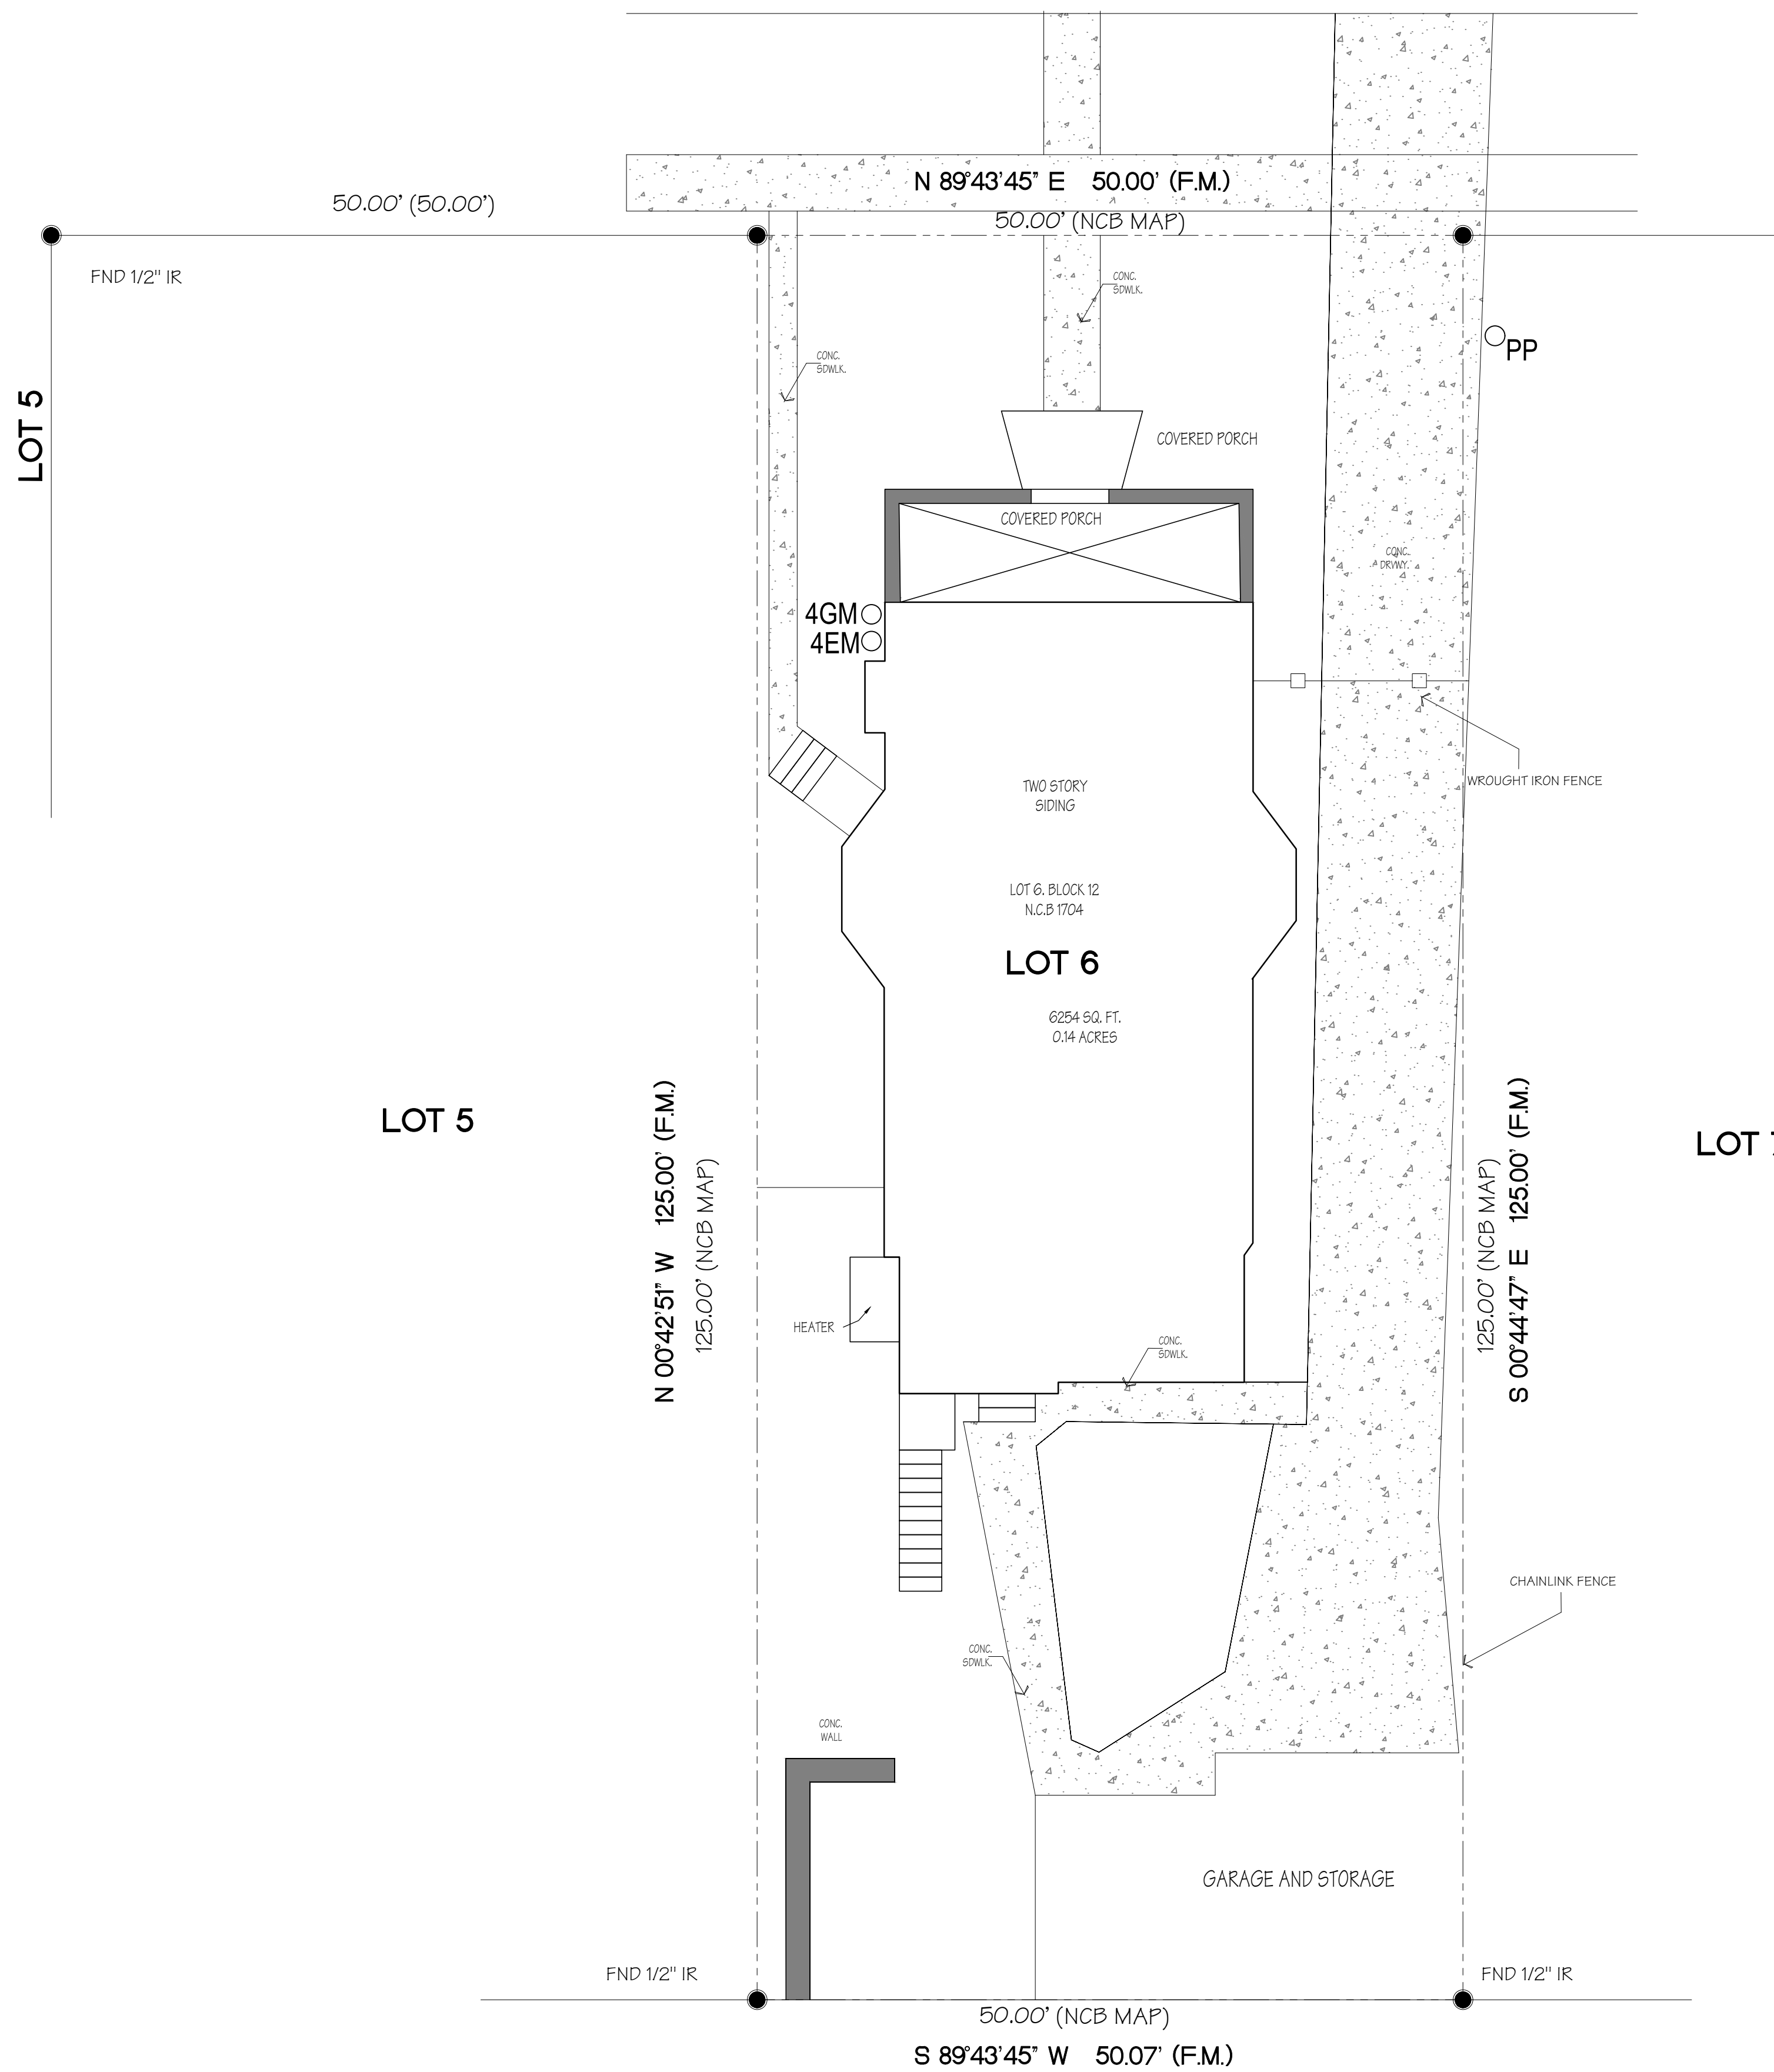 N 89°43'45" E 50.00' (F.M.)
50.00' (50.00')
50.00' (NCB MAP)
FND 1/2" IR
CONC.
SDWLK.
PP
CONC.
SDWLK.
LOT 5
COVERED PORCH
COVERED PORCH
CONC.
DRVWY.
4GM
4EM
WROUGHT IRON FENCE
TWO STORY
SIDING
LOT 6. BLOCK 12
N.C.B 1704
LOT 6
6254 SQ. FT.
0.14 ACRES
LOT 5
LOT 7
N 00°42'51" W 125.00' (F.M.)
125.00' (NCB MAP)
125.00' (NCB MAP)
S 00°44'47" E 125.00' (F.M.)
HEATER
CONC.
SDWLK.
CHAINLINK FENCE
CONC.
SDWLK.
CONC.
WALL
GARAGE AND STORAGE
FND 1/2" IR
FND 1/2" IR
50.00' (NCB MAP)
S 89°43'45" W 50.07' (F.M.)